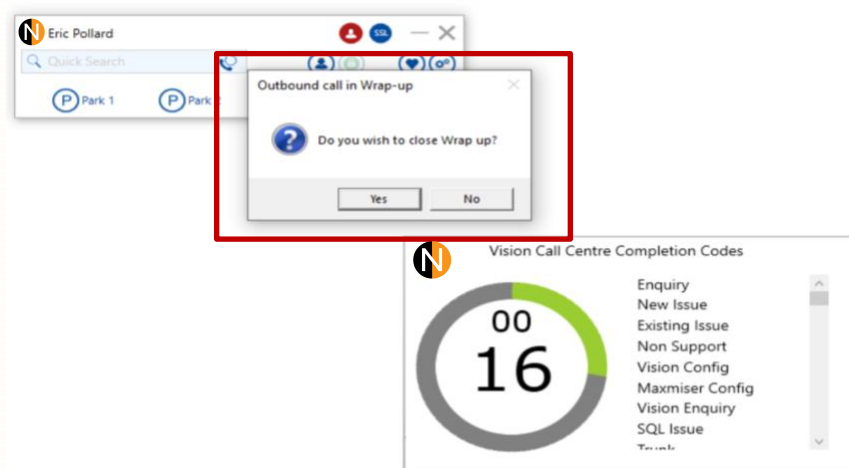 N Eric Pollard SSL
Quick Search
P Park 1 P Park
Outbound call in Wrap-up
? Do you wish to close Wrap up?
Yes No
N Vision Call Centre Completion Codes
00
16
Enquiry
New Issue
Existing Issue
Non Support
Vision Config
Maxmiser Config
Vision Enquiry
SQL Issue
Trunk